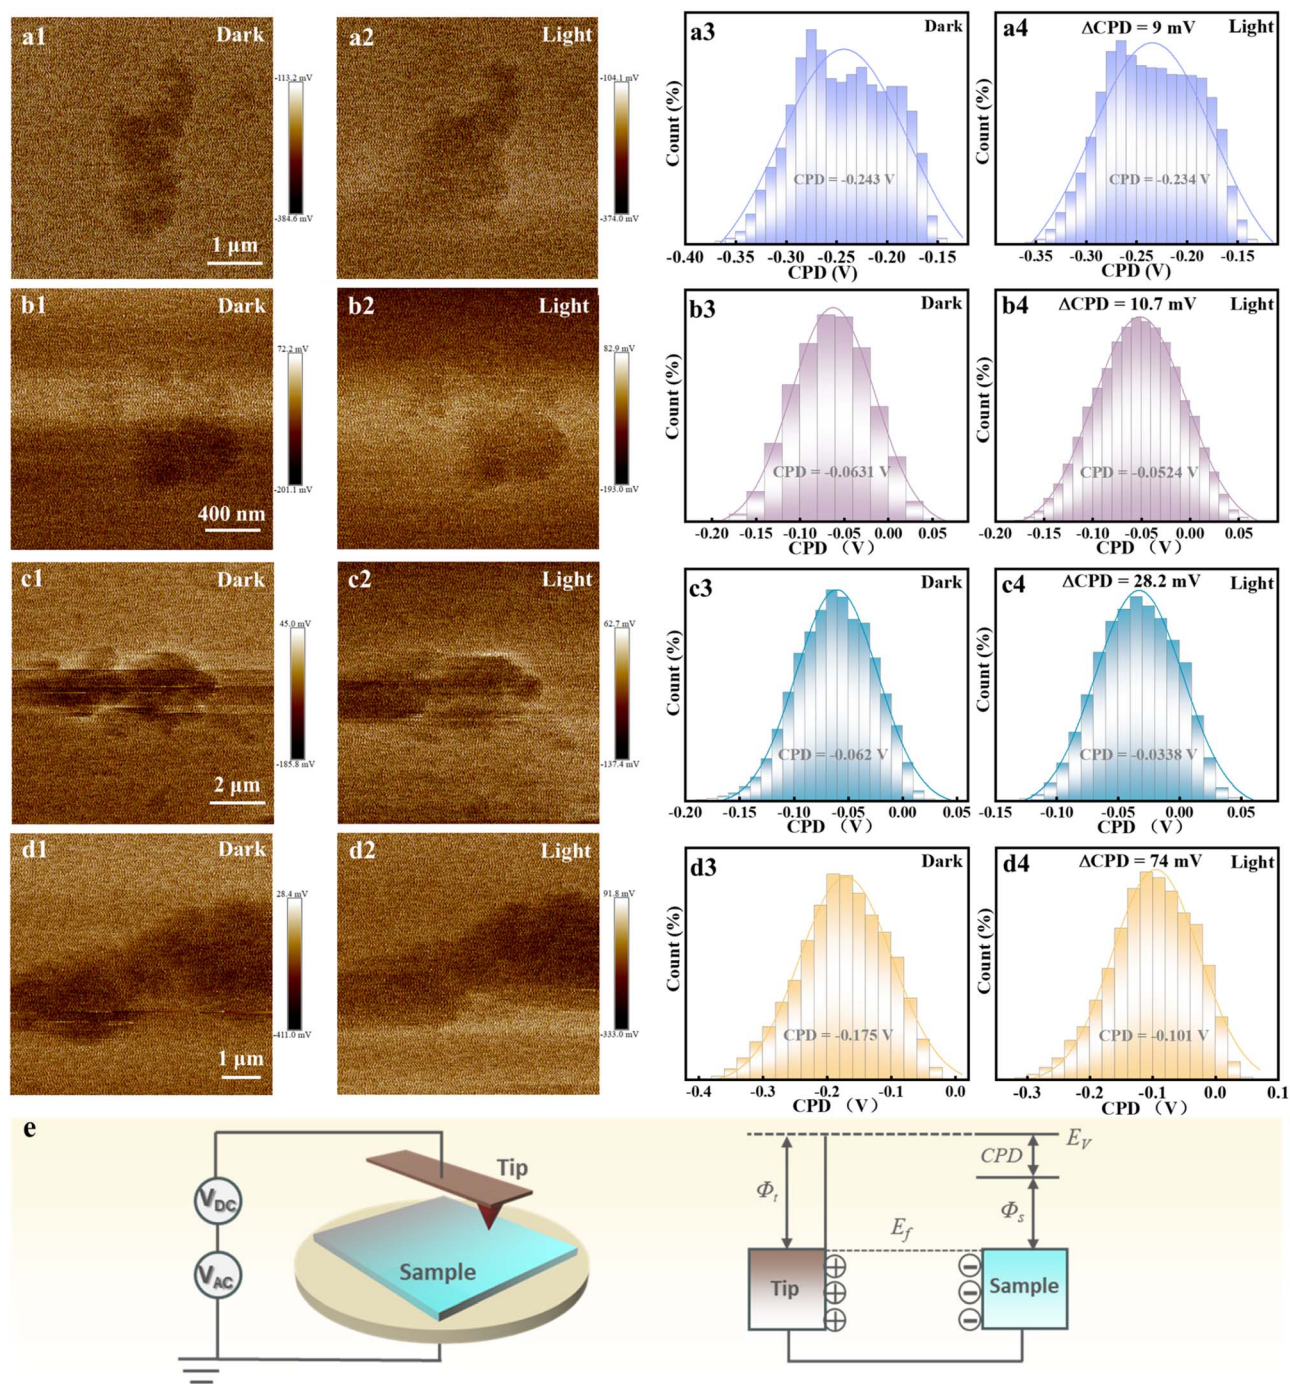 a1
Dark
-113.2 mV
-384.6 mV
1 μm
a2
Light
-104.1 mV
-374.0 mV
a3
Dark
Count (%)
CPD = -0.243 V
-0.40 -0.35 -0.30 -0.25 -0.20 -0.15
CPD (V)
a4
ΔCPD = 9 mV
Light
Count (%)
CPD = -0.234 V
-0.35 -0.30 -0.25 -0.20 -0.15
CPD (V)
b1
Dark
72.2 mV
-201.1 mV
400 nm
b2
Light
82.9 mV
-193.0 mV
b3
Dark
Count (%)
CPD = -0.0631 V
-0.20 -0.15 -0.10 -0.05 0.00 0.05
CPD （V）
b4
ΔCPD = 10.7 mV
Light
Count (%)
CPD = -0.0524 V
-0.20 -0.15 -0.10 -0.05 0.00 0.05
CPD （V）
c1
Dark
45.0 mV
-185.8 mV
2 μm
c2
Light
62.7 mV
-137.4 mV
c3
Dark
Count (%)
CPD = -0.062 V
-0.20 -0.15 -0.10 -0.05 0.00 0.05
CPD （V）
c4
ΔCPD = 28.2 mV
Light
Count (%)
CPD = -0.0338 V
-0.15 -0.10 -0.05 0.00 0.05
CPD （V）
d1
Dark
28.4 mV
-411.0 mV
1 μm
d2
Light
91.8 mV
-333.0 mV
d3
Dark
Count (%)
CPD = -0.175 V
-0.4 -0.3 -0.2 -0.1 0.0
CPD （V）
d4
ΔCPD = 74 mV
Light
Count (%)
CPD = -0.101 V
-0.3 -0.2 -0.1 0.0 0.1
CPD （V）
e
VDC
VAC
Tip
Sample
Φt
EV
CPD
Φs
Ef
Tip
Sample